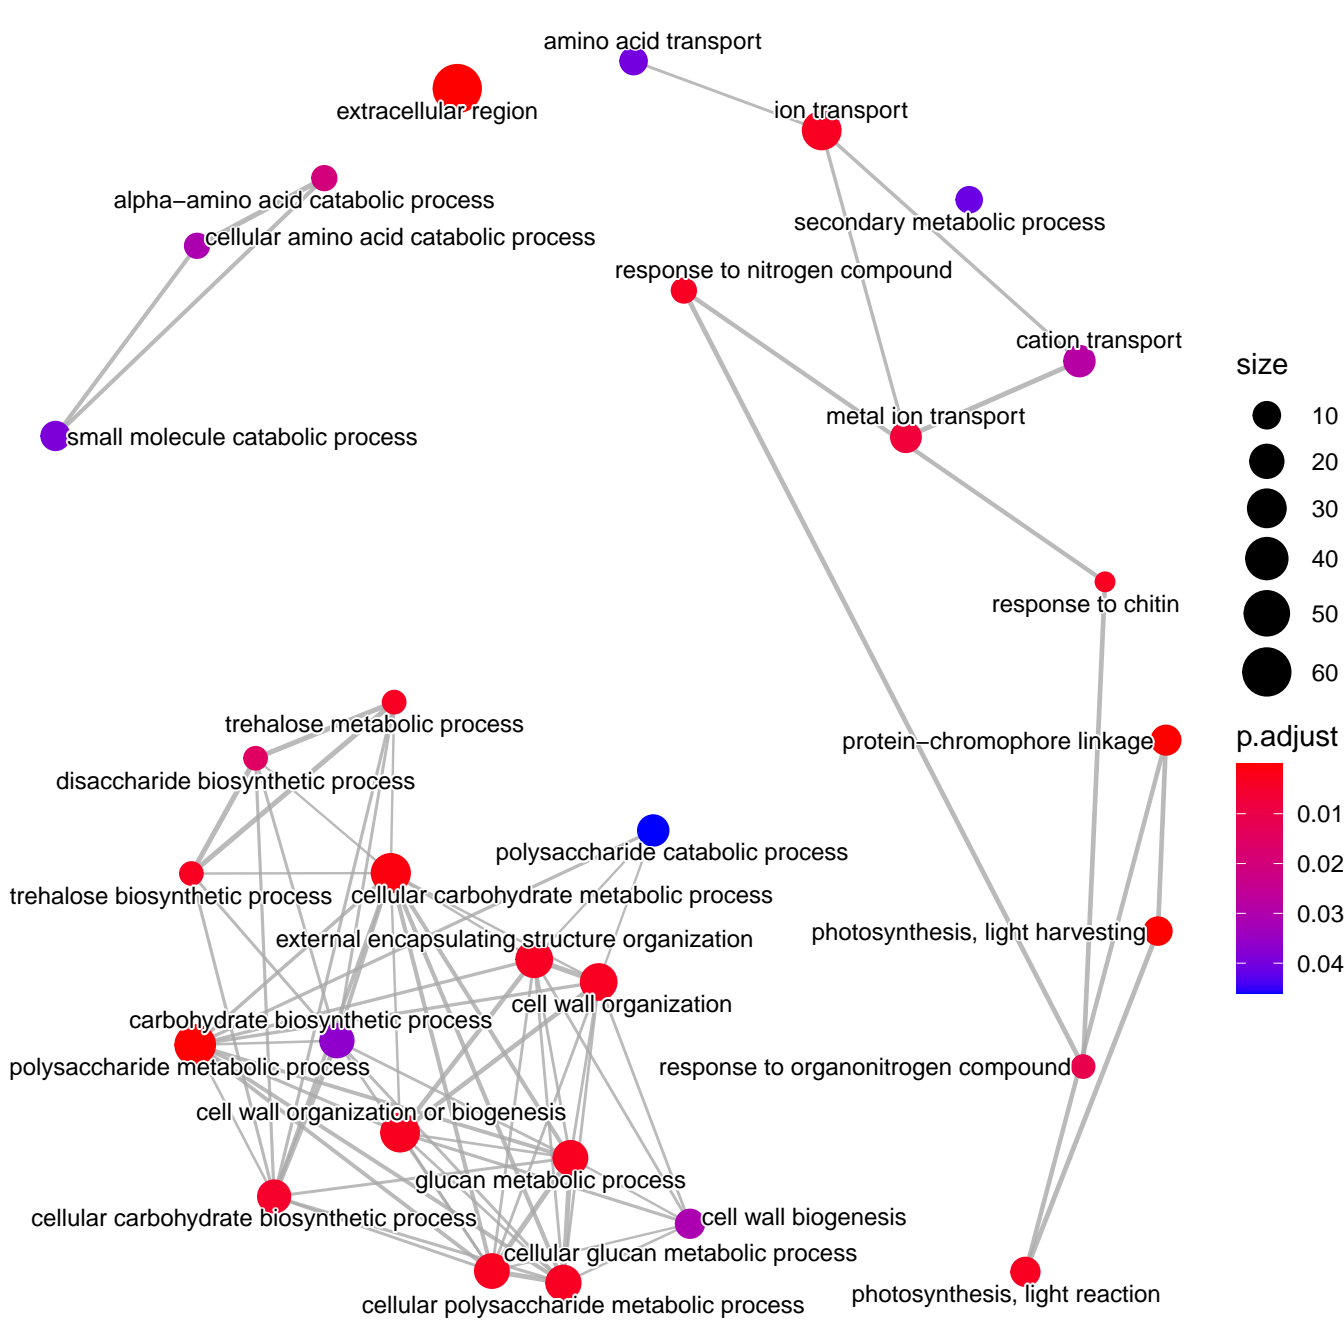 amino acid transport
extracellular region
ion transport
alpha−amino acid catabolic process
secondary metabolic process
cellular amino acid catabolic process
response to nitrogen compound
cation transport
metal ion transport
small molecule catabolic process
response to chitin
trehalose metabolic process
protein−chromophore linkage
disaccharide biosynthetic process
polysaccharide catabolic process
trehalose biosynthetic process
cellular carbohydrate metabolic process
photosynthesis, light harvesting
external encapsulating structure organization
cell wall organization
carbohydrate biosynthetic process
polysaccharide metabolic process
response to organonitrogen compound
cell wall organization or biogenesis
glucan metabolic process
cellular carbohydrate biosynthetic process
cell wall biogenesis
cellular glucan metabolic process
photosynthesis, light reaction
cellular polysaccharide metabolic process
size
10
20
30
40
50
60
p.adjust
0.01
0.02
0.03
0.04